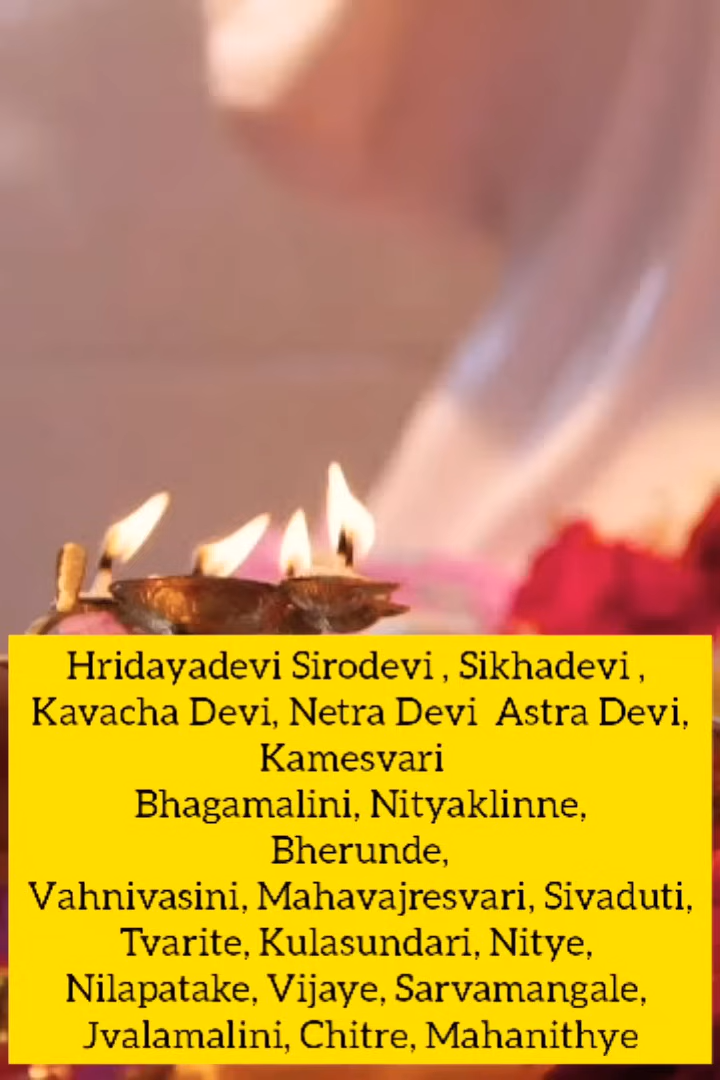 Hridayadevi Sirodevi , Sikhadevi ,
Kavacha Devi, Netra Devi  Astra Devi,
Kamesvari
Bhagamalini, Nityaklinne,
Bherunde,
Vahnivasini, Mahavajresvari, Sivaduti,
Tvarite, Kulasundari, Nitye,
Nilapatake, Vijaye, Sarvamangale,
Jvalamalini, Chitre, Mahanithye